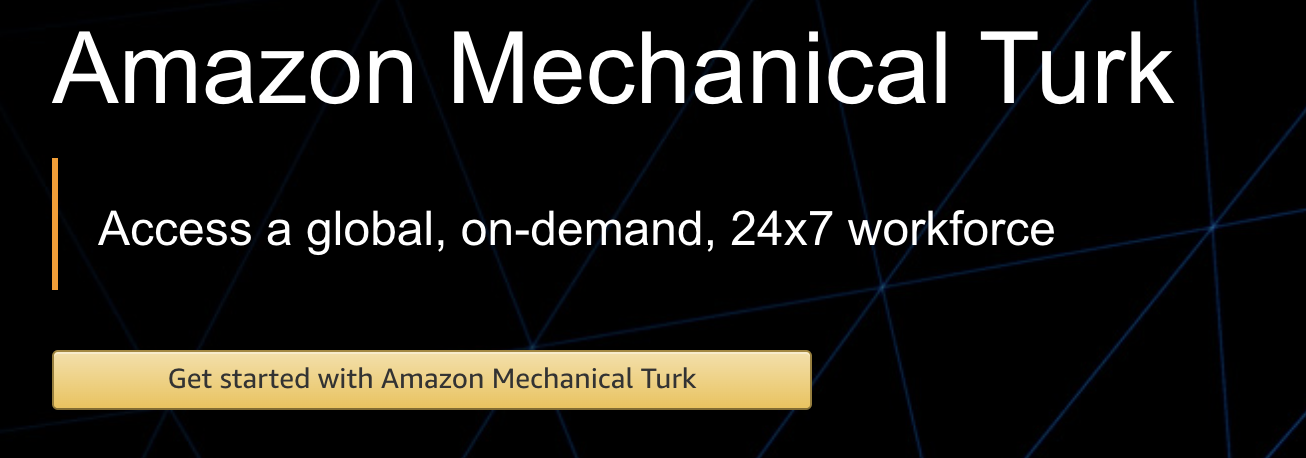 Amazon Mechanical Turk
Access a global, on-demand, 24x7 workforce
Get started with Amazon Mechanical Turk